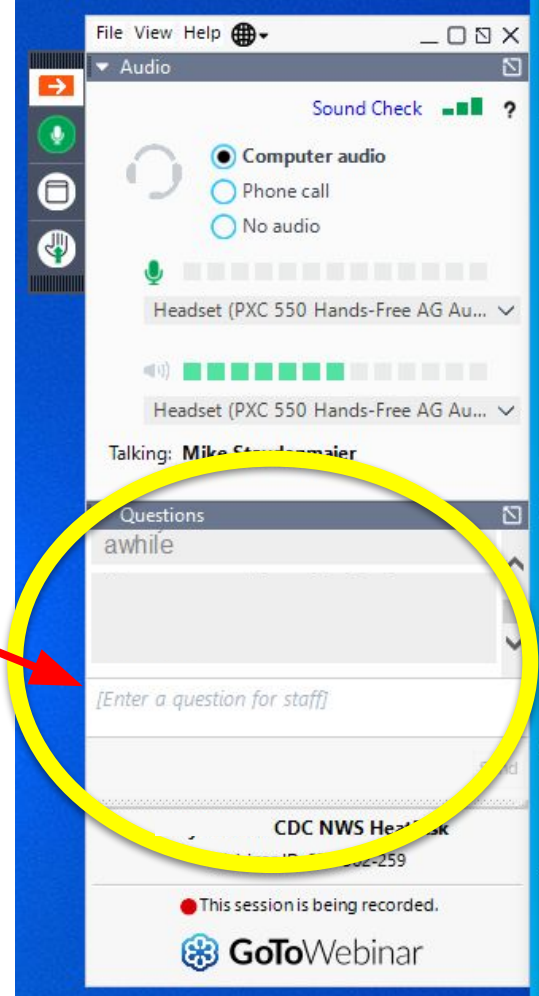 File View Help
Audio
Sound Check ?
Computer audio
Phone call
No audio
Headset (PXC 550 Hands-Free AG Au...
Headset (PXC 550 Hands-Free AG Au...
Talking: Mike
Questions
awhile
[Enter a question for staff]
CDC NWS
This session is being recorded.
GoToWebinar